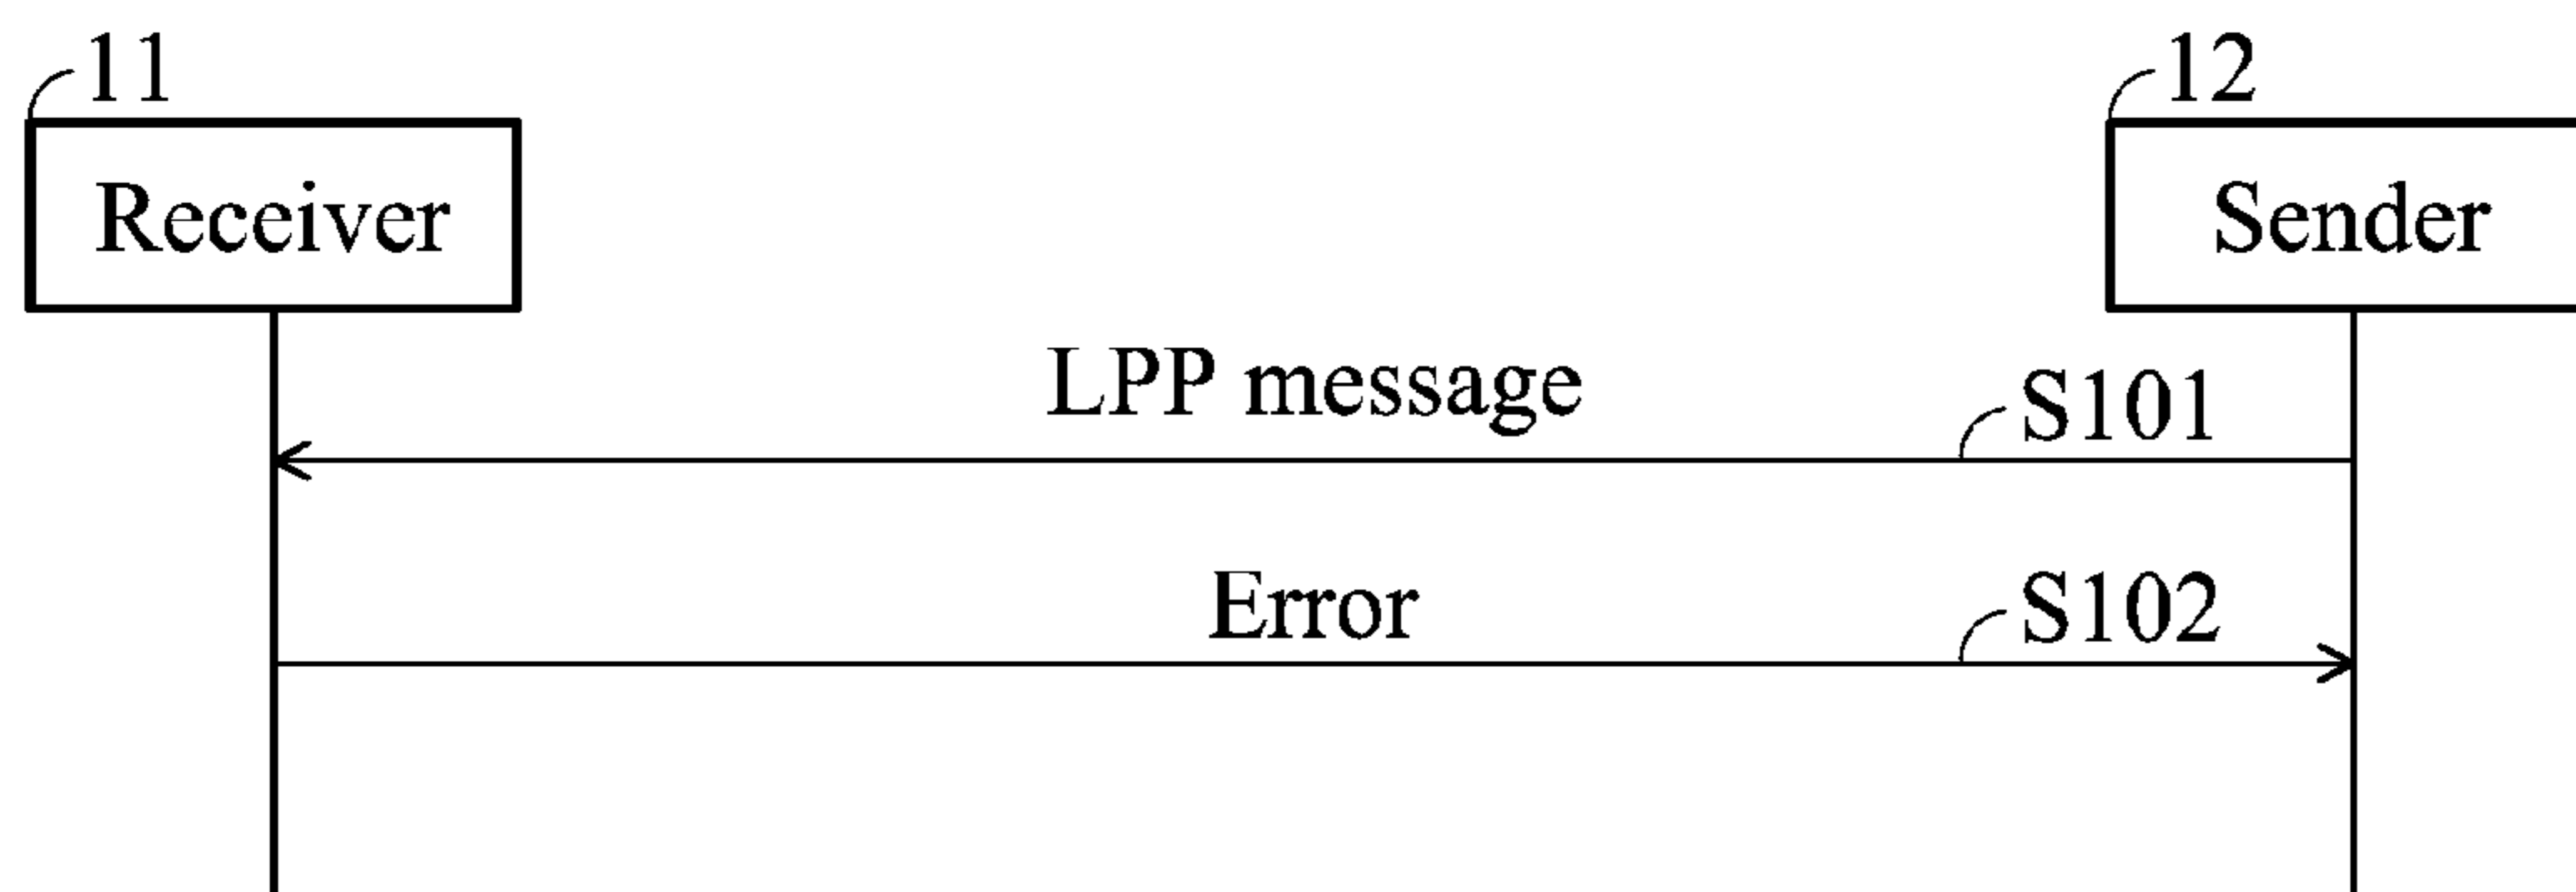 11
12
Receiver
Sender
LPP message
S101
Error
S102